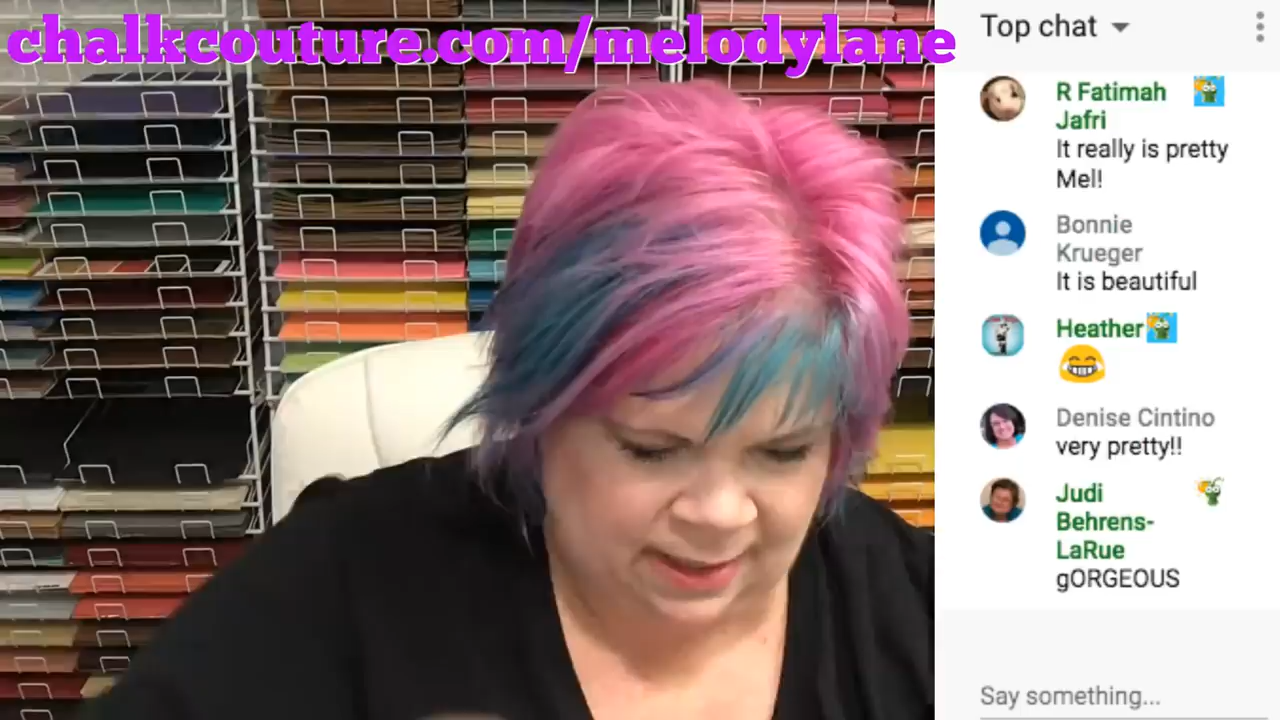 chalkcouture.com/melodylane
Top chat
R Fatimah
Jafri
It really is pretty
Mel!
Bonnie
Krueger
It is beautiful
Heather
Denise Cintino
very pretty!!
Judi
Behrens-
LaRue
gORGEOUS
Say something...